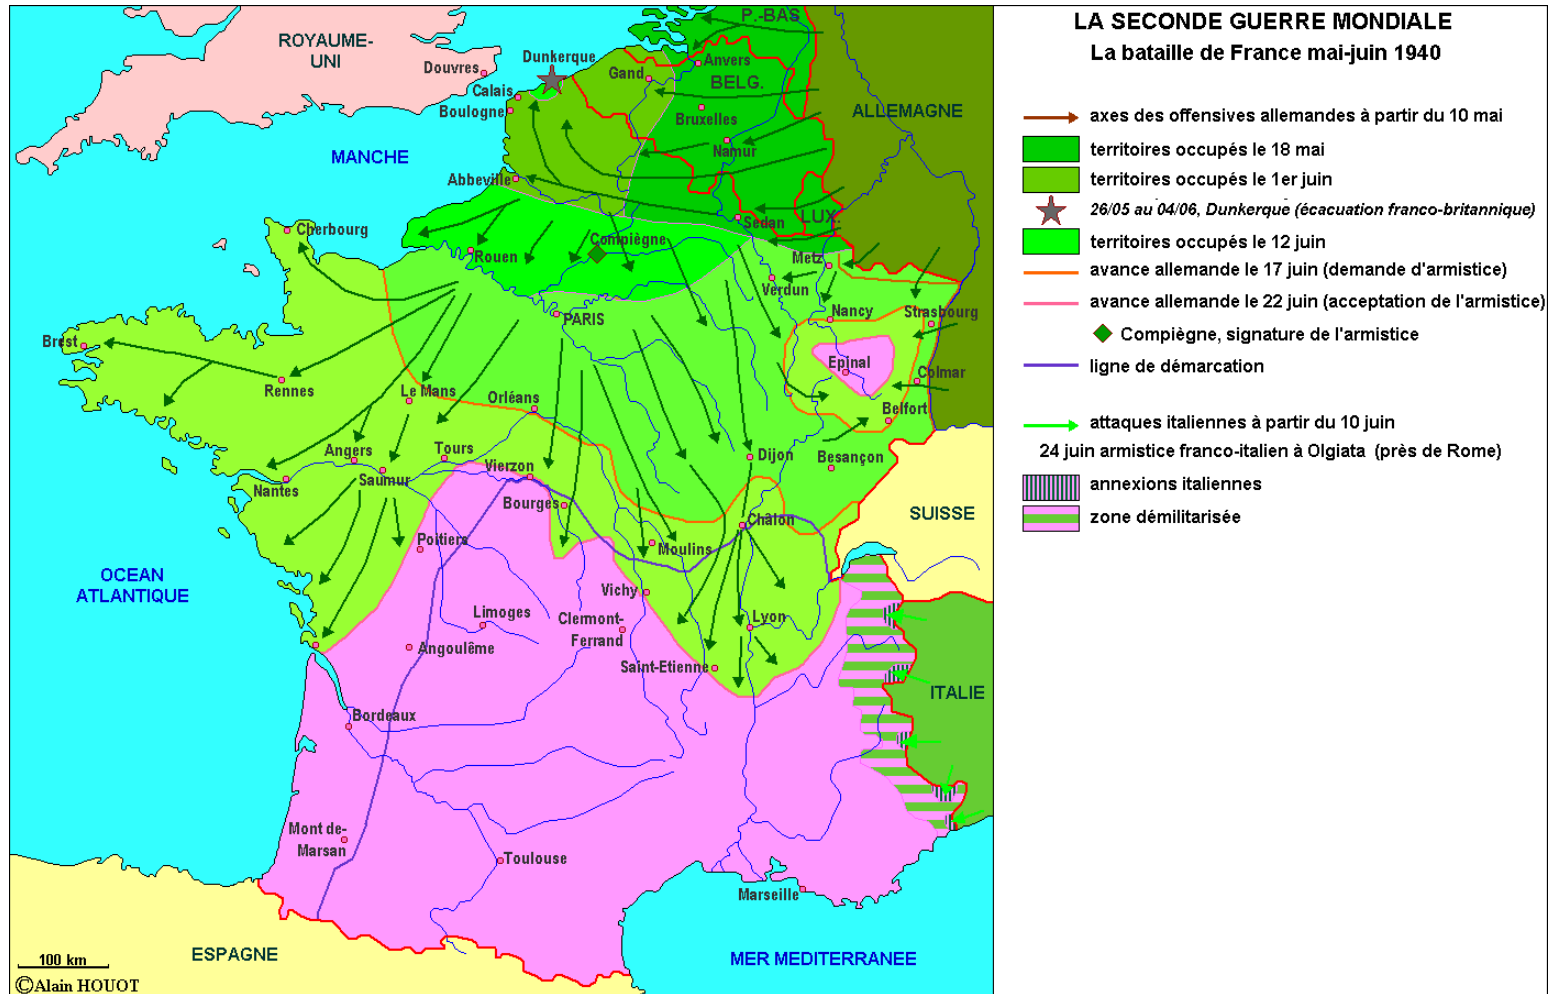 LA SECONDE GUERRE MONDIALE
La bataille de France mai-juin 1940
axes des offensives allemandes à partir du 10 mai
territoires occupés le 18 mai
territoires occupés le 1er juin
26/05 au 04/06, Dunkerque (écacuation franco-britannique)
territoires occupés le 12 juin
avance allemande le 17 juin (demande d'armistice)
avance allemande le 22 juin (acceptation de l'armistice)
Compiègne, signature de l'armistice
ligne de démarcation
attaques italiennes à partir du 10 juin
24 juin armistice franco-italien à Olgiata (près de Rome)
annexions italiennes
zone démilitarisée
P.-BAS
ROYAUME-
UNI
Douvres
Dunkerque
Gand
Anvers
BELG.
Calais
Boulogne
Bruxelles
ALLEMAGNE
MANCHE
Namur
Abbeville
Sedan
LUX.
Cherbourg
Compiègne
Rouen
Metz
Verdun
PARIS
Nancy
Strasbourg
Brest
Epinal
Colmar
Rennes
Le Mans
Orléans
Belfort
Angers
Tours
Vierzon
Dijon
Besançon
Nantes
Saumur
Bourges
SUISSE
Châlon
Poitiers
Moulins
OCEAN
ATLANTIQUE
Vichy
Limoges
Clermont-
Ferrand
Lyon
Angoulême
Saint-Etienne
ITALIE
Bordeaux
Mont de-
Marsan
Toulouse
Marseille
ESPAGNE
MER MEDITERRANEE
100 km
©Alain HOUOT